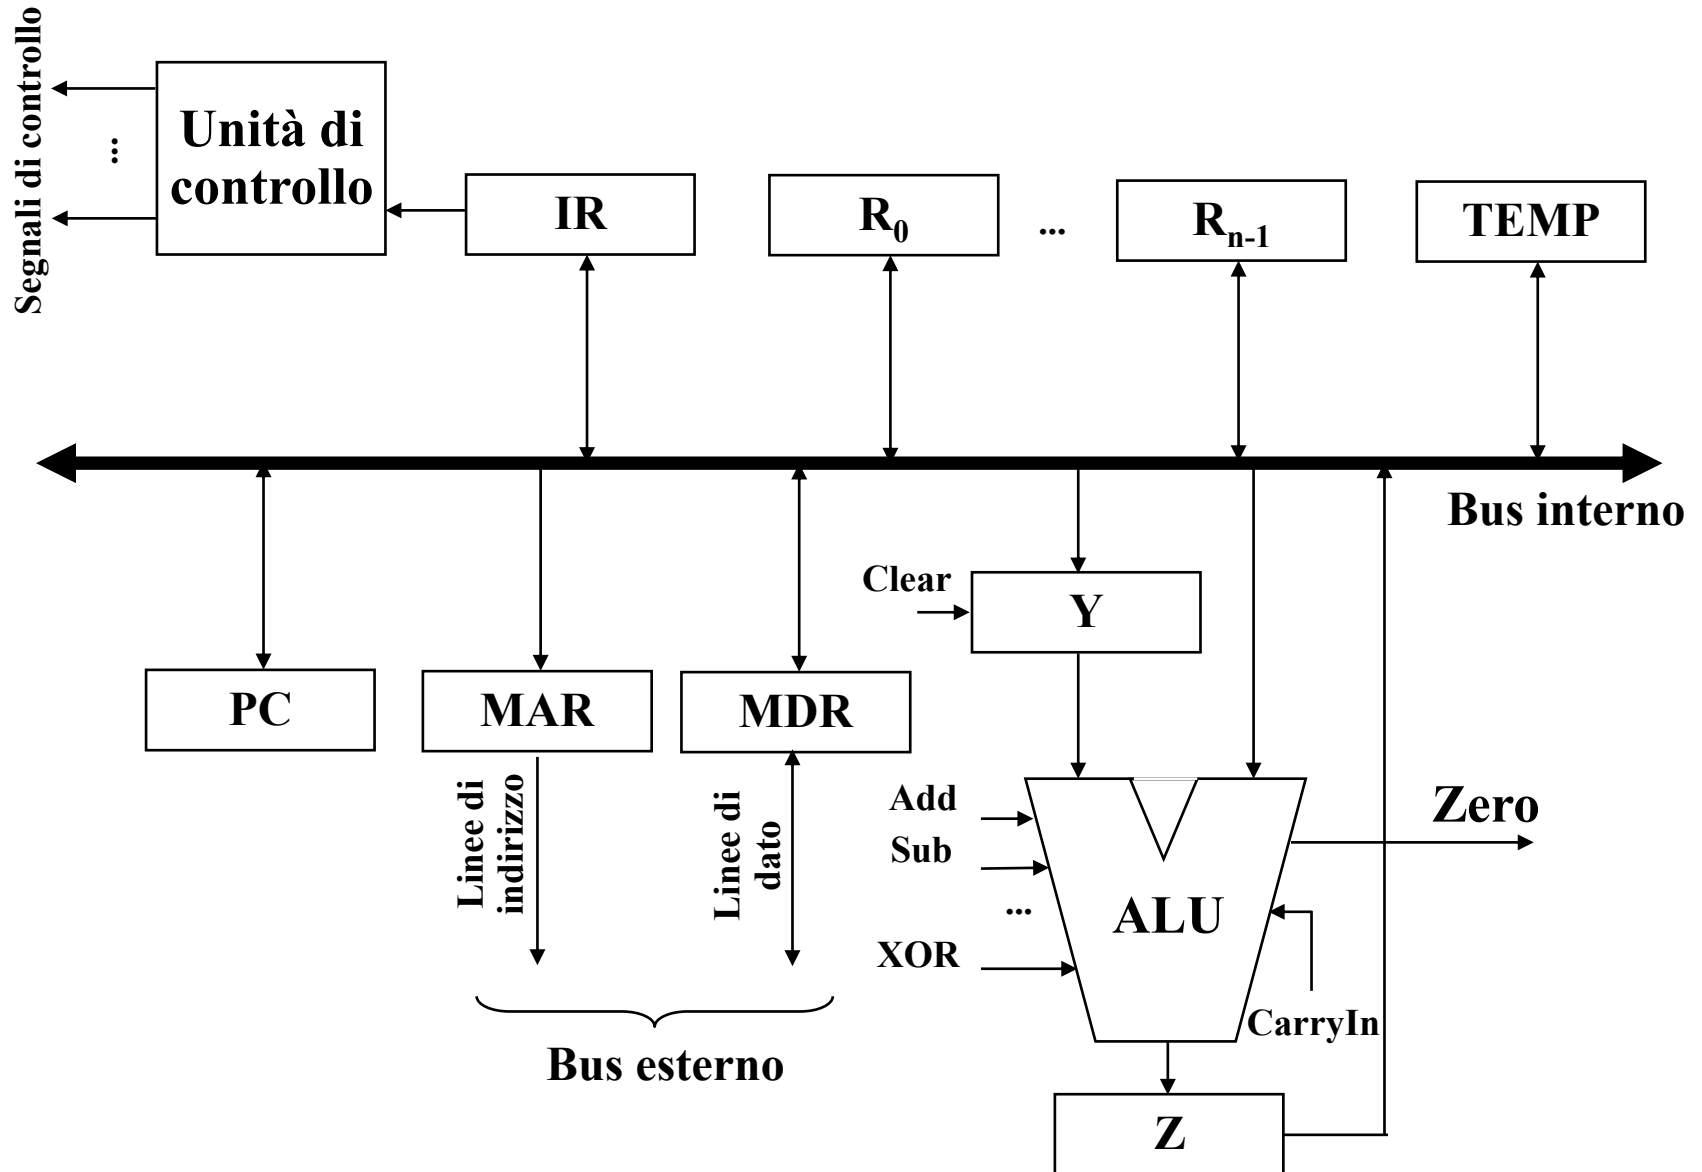 Segnali di controllo
...
Unità di
controllo
IR
R0
...
Rn-1
TEMP
Bus interno
Clear
Y
PC
MAR
MDR
Linee di
indirizzo
Linee di
dato
Add
Sub
...
XOR
ALU
Zero
CarryIn
Bus esterno
Z